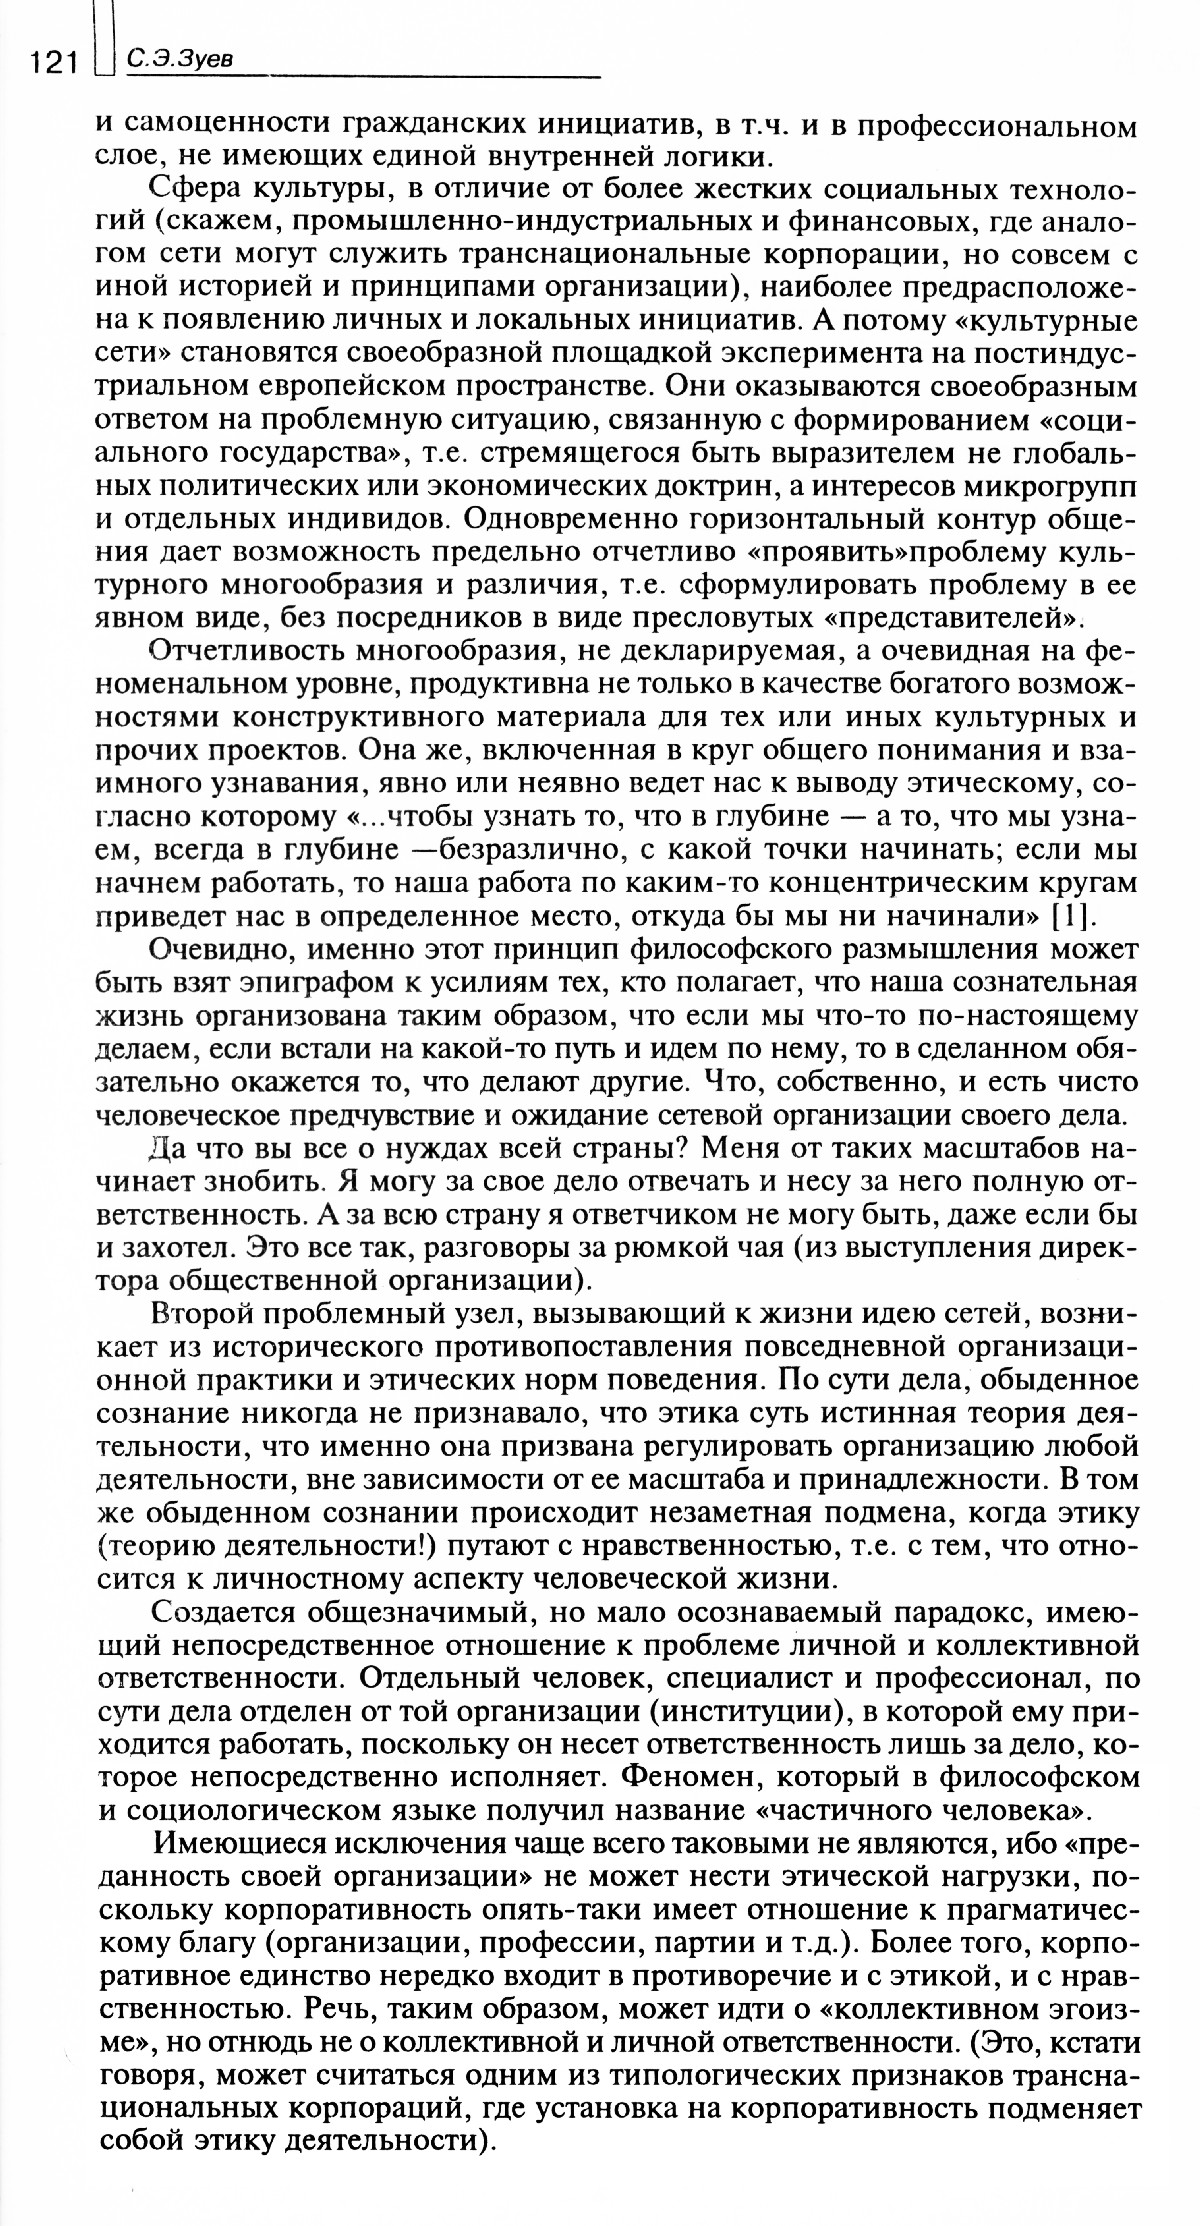 121
С.Э.Зуев
и самоценности гражданских инициатив, в т.ч. и в профессиональном
слое, не имеющих единой внутренней логики.
Сфера культуры, в отличие от более жестких социальных техноло-
гий (скажем, промышленно-индустриальных и финансовых, где анало-
гом сети могут служить транснациональные корпорации, но совсем с
иной историей и принципами организации), наиболее предрасположе-
на к появлению личных и локальных инициатив. А потому «культурные
сети» становятся своеобразной площадкой эксперимента на постиндус-
триальном европейском пространстве. Они оказываются своеобразным
ответом на проблемную ситуацию, связанную с формированием «соци-
ального государства», т.е. стремящегося быть выразителем не глобаль-
ных политических или экономических доктрин, а интересов микрогрупп
и отдельных индивидов. Одновременно горизонтальный контур обще-
ния дает возможность предельно отчетливо «проявить»проблему куль-
турного многообразия и различия, т.е. сформулировать проблему в ее
явном виде, без посредников в виде пресловутых «представителей».
Отчетливость многообразия, не декларируемая, а очевидная на фе-
номенальном уровне, продуктивна не только в качестве богатого возмож-
ностями конструктивного материала для тех или иных культурных и
прочих проектов. Она же, включенная в круг общего понимания и вза-
имного узнавания, явно или неявно ведет нас к выводу этическому, со-
гласно которому «...чтобы узнать то, что в глубине — а то, что мы узна-
ем, всегда в глубине —безразлично, с какой точки начинать; если мы
начнем работать, то наша работа по каким-то концентрическим кругам
приведет нас в определенное место, откуда бы мы ни начинали» [1].
Очевидно, именно этот принцип философского размышления может
быть взят эпиграфом к усилиям тех, кто полагает, что наша сознательная
жизнь организована таким образом, что если мы что-то по-настоящему
делаем, если встали на какой-то путь и идем по нему, то в сделанном обя-
зательно окажется то, что делают другие. Что, собственно, и есть чисто
человеческое предчувствие и ожидание сетевой организации своего дела.
Да что вы все о нуждах всей страны? Меня от таких масштабов на-
чинает знобить. Я могу за свое дело отвечать и несу за него полную от-
ветственность. А за всю страну я ответчиком не могу быть, даже если бы
и захотел. Это все так, разговоры за рюмкой чая (из выступления дирек-
тора общественной организации).
Второй проблемный узел, вызывающий к жизни идею сетей, возни-
кает из исторического противопоставления повседневной организаци-
онной практики и этических норм поведения. По сути дела, обыденное
сознание никогда не признавало, что этика суть истинная теория дея-
тельности, что именно она призвана регулировать организацию любой
деятельности, вне зависимости от ее масштаба и принадлежности. В том
же обыденном сознании происходит незаметная подмена, когда этику
(теорию деятельности!) путают с нравственностью, т.е. с тем, что отно-
сится к личностному аспекту человеческой жизни.
Создается общезначимый, но мало осознаваемый парадокс, имею-
щий непосредственное отношение к проблеме личной и коллективной
ответственности. Отдельный человек, специалист и профессионал, по
сути дела отделен от той организации (институции), в которой ему при-
ходится работать, поскольку он несет ответственность лишь за дело, ко-
торое непосредственно исполняет. Феномен, который в философском
и социологическом языке получил название «частичного человека».
Имеющиеся исключения чаще всего таковыми не являются, ибо «пре-
данность своей организации» не может нести этической нагрузки, по-
скольку корпоративность опять-таки имеет отношение к прагматичес-
кому благу (организации, профессии, партии и т.д.). Более того, корпо-
ративное единство нередко входит в противоречие и с этикой, и с нрав-
ственностью. Речь, таким образом, может идти о «коллективном эгоиз-
ме», но отнюдь не о коллективной и личной ответственности. (Это, кстати
говоря, может считаться одним из типологических признаков трансна-
циональных корпораций, где установка на корпоративность подменяет
собой этику деятельности).